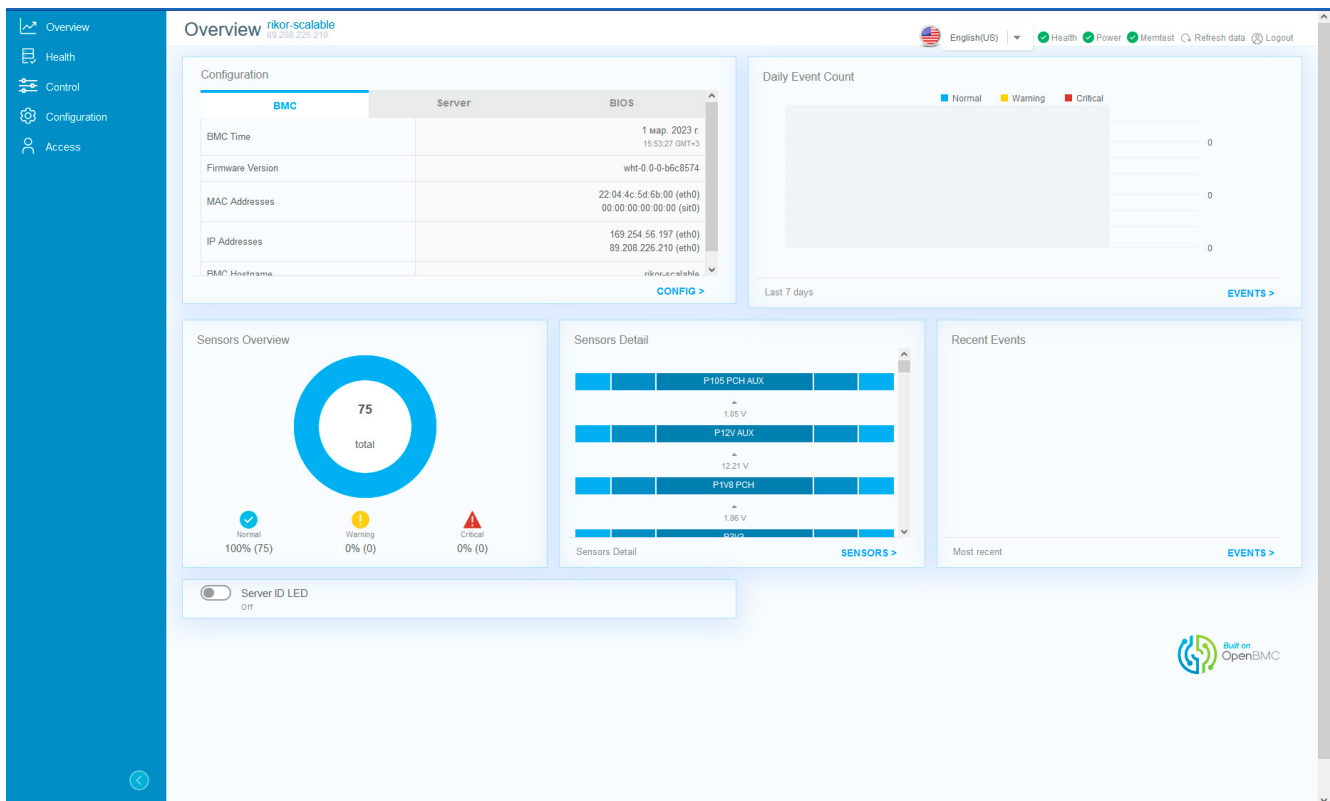 Overview
Health
Control
Configuration
Access
Overview rikor-scalable
89.208.226.210
English(US)
Health Power Memtest Refresh data Logout
Configuration
BMC Server BIOS
BMC Time 1 мар. 2023 г.
15:53:27 GMT+3
Firmware Version wht-0.0-0-b6c8574
MAC Addresses 22:04:4c:5d:6b:00 (eth0)
00:00:00:00:00:00 (sit0)
IP Addresses 169.254.56.197 (eth0)
89.208.226.210 (eth0)
BMC Hostname rikor-scalable
CONFIG >
Daily Event Count
Normal Warning Critical
0
0
0
Last 7 days EVENTS >
Sensors Overview
75
total
Normal Warning Critical
100% (75) 0% (0) 0% (0)
Sensors Detail
P105 PCH AUX
1.05 V
P12V AUX
12.21 V
P1V8 PCH
1.86 V
P3V3
Sensors Detail SENSORS >
Recent Events
Most recent EVENTS >
Server ID LED
Off
Built on
OpenBMC